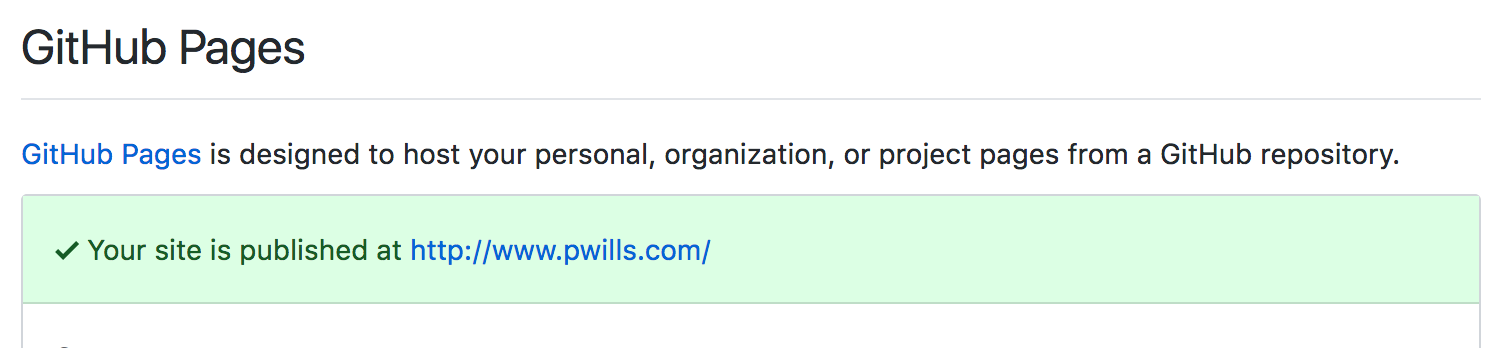 GitHub Pages
GitHub Pages is designed to host your personal, organization, or project pages from a GitHub repository.
✓ Your site is published at http://www.pwills.com/